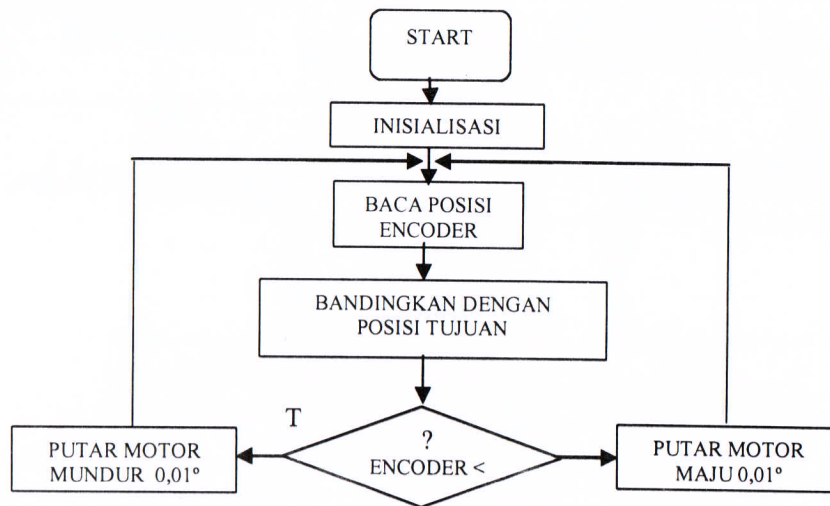 START
INISIALISASI
BACA POSISI
ENCODER
BANDINGKAN DENGAN
POSISI TUJUAN
T
?
ENCODER <
PUTAR MOTOR
MUNDUR 0,01°
PUTAR MOTOR
MAJU 0,01°